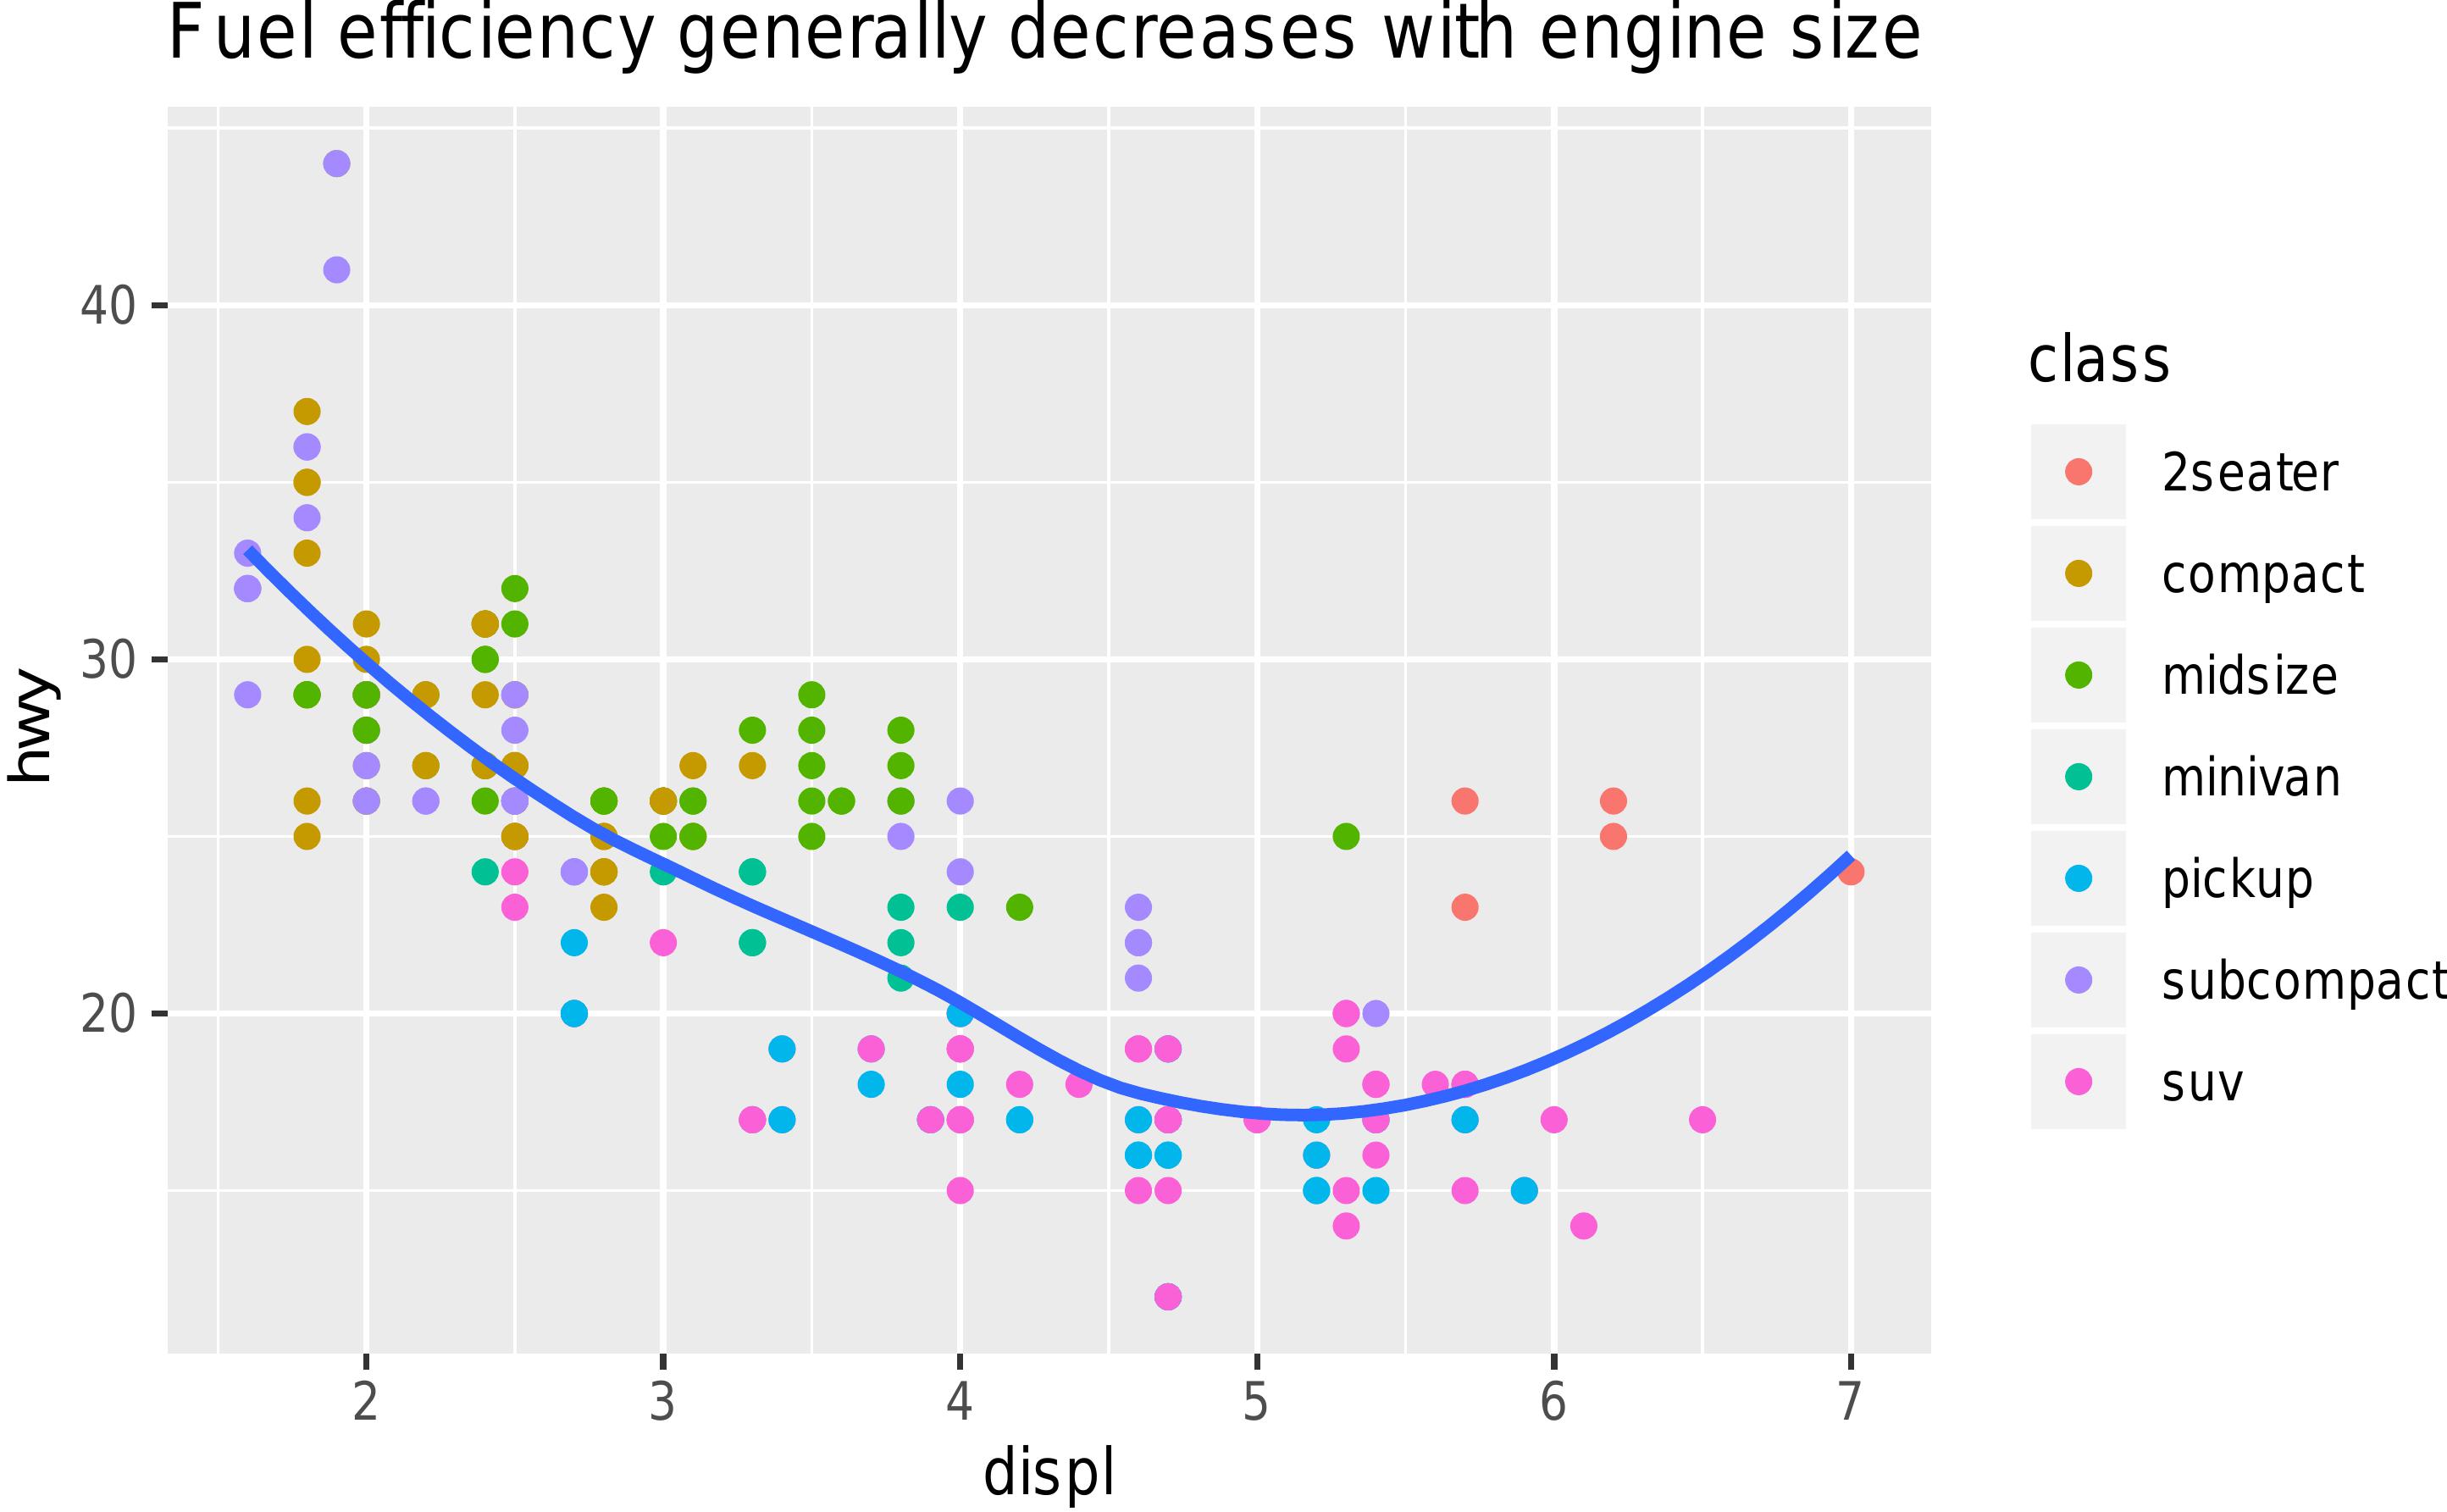 Fuel efficiency generally decreases with engine size
hwy
40
30
20
2 3 4 5 6 7
displ
class
2seater
compact
midsize
minivan
pickup
subcompact
suv